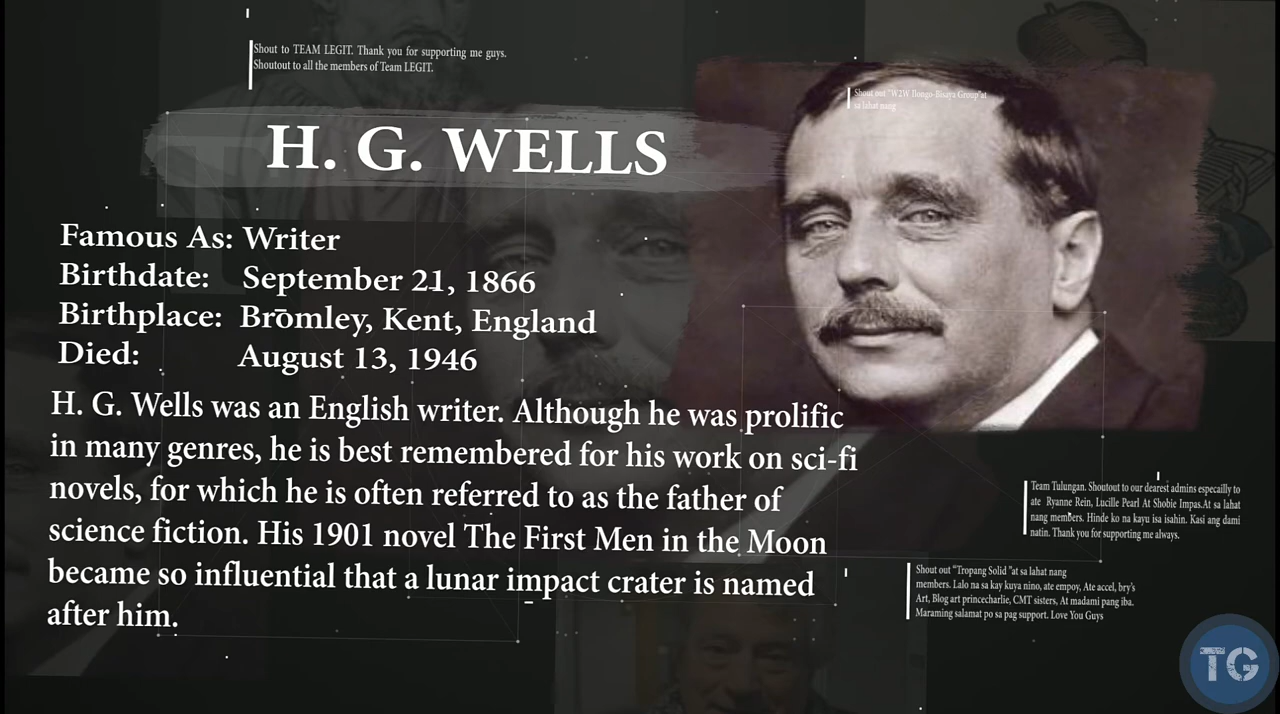 Shout to TEAM LEGIT. Thank you for supporting me guys.
Shoutout to all the members of Team LEGIT.
Shout out "W2W Ilongo-Bisaya Group"at
sa lahat nang
H. G. WELLS
Famous As: Writer
Birthdate: September 21, 1866
Birthplace: Bromley, Kent, England
Died: August 13, 1946
H. G. Wells was an English writer. Although he was prolific
in many genres, he is best remembered for his work on sci-fi
novels, for which he is often referred to as the father of
science fiction. His 1901 novel The First Men in the Moon
became so influential that a lunar impact crater is named
after him.
Team Tulungan. Shoutout to our dearest admins especailly to
ate Ryanne Rein, Lucille Pearl At Shobie Impas.At sa lahat
nang members. Hinde ko na kayu isa isahin. Kasi ang dami
natin. Thank you for supporting me always.
Shout out "Tropang Solid "at sa lahat nang
members. Lalo na sa kay kuya nino, ate empoy, Ate accel, bry's
Art, Blog art princecharlie, CMT sisters, At madami pang iba.
Maraming salamat po sa pag support. Love You Guys
TG